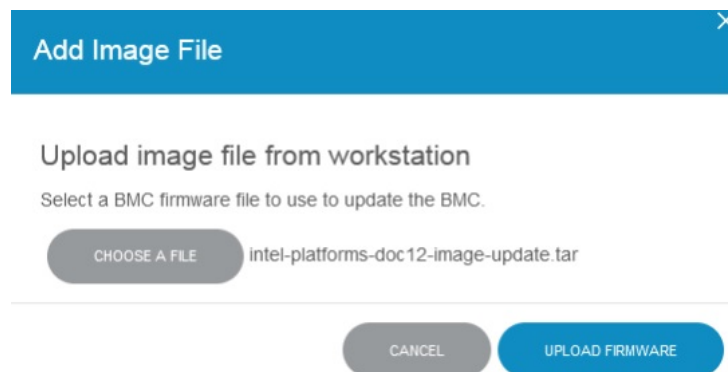 Add Image File
Upload image file from workstation
Select a BMC firmware file to use to update the BMC.
CHOOSE A FILE intel-platforms-doc12-image-update.tar
CANCEL UPLOAD FIRMWARE